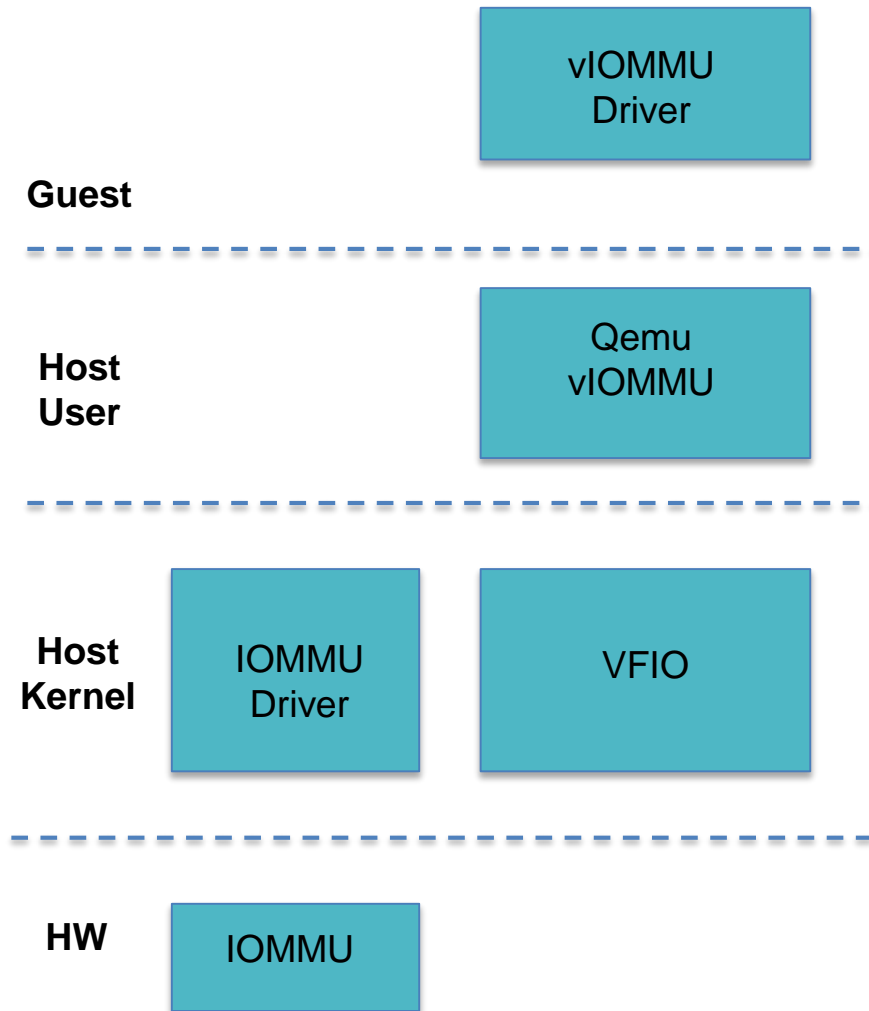 vIOMMU
Driver
Guest
Qemu
vIOMMU
Host
User
Host
Kernel
IOMMU
Driver
VFIO
HW
IOMMU